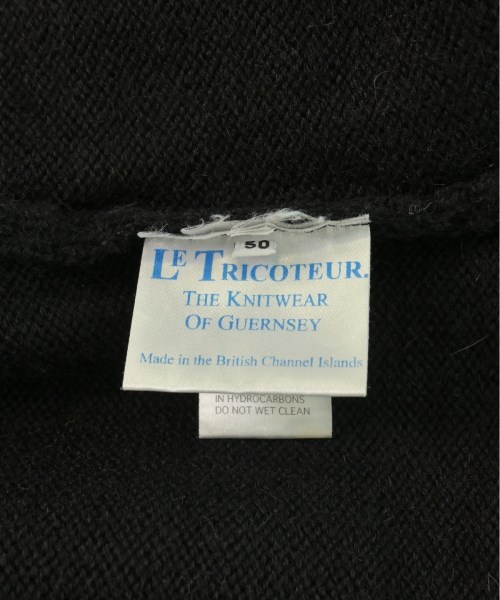 50
LE TRICOTEUR.
THE KNITWEAR
OF GUERNSEY
Made in the British Channel Islands
IN HYDROCARBONS
DO NOT WET CLEAN